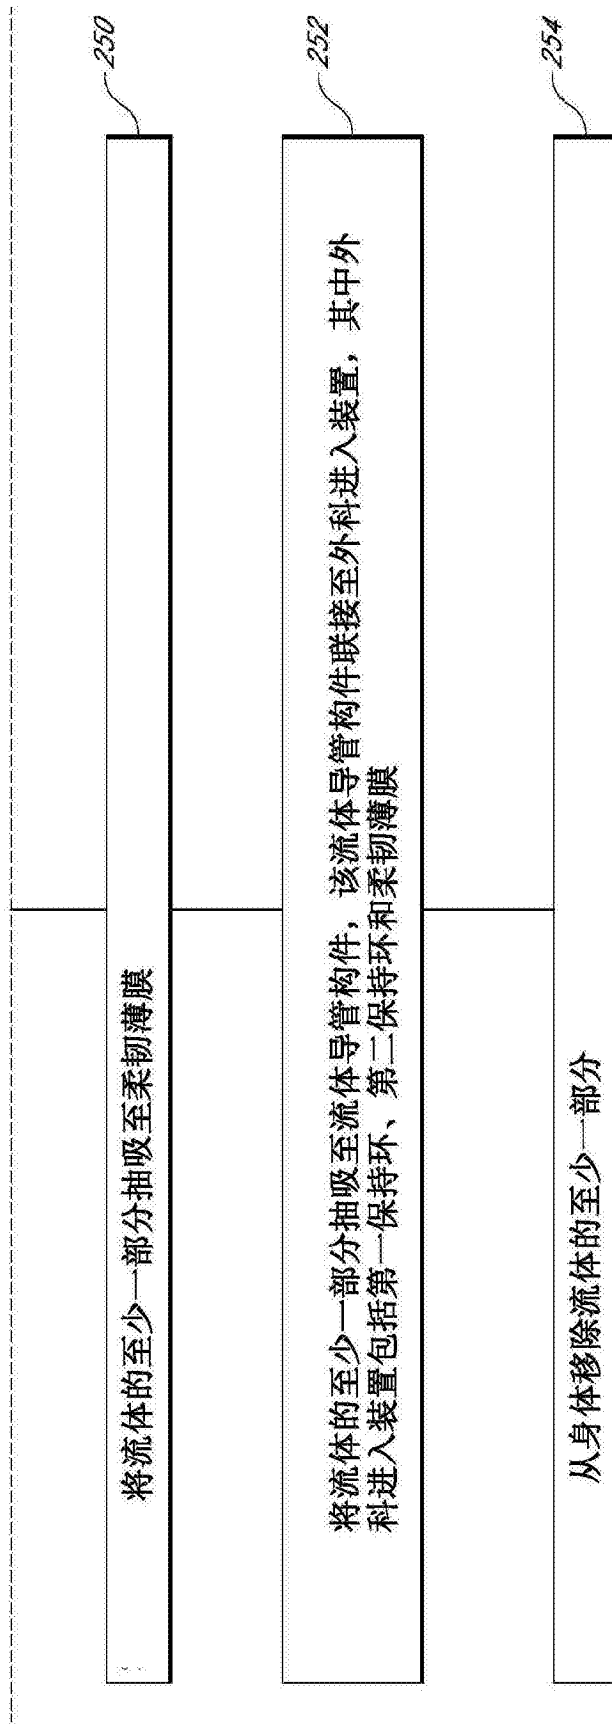 250
将流体的至少一部分抽吸至柔韧薄膜
252
将流体的至少一部分抽吸至流体导管构件，该流体导管构件联接至外科进入装置，其中外
科进入装置包括第一保持环、第二保持环和柔韧薄膜
254
从身体移除流体的至少一部分